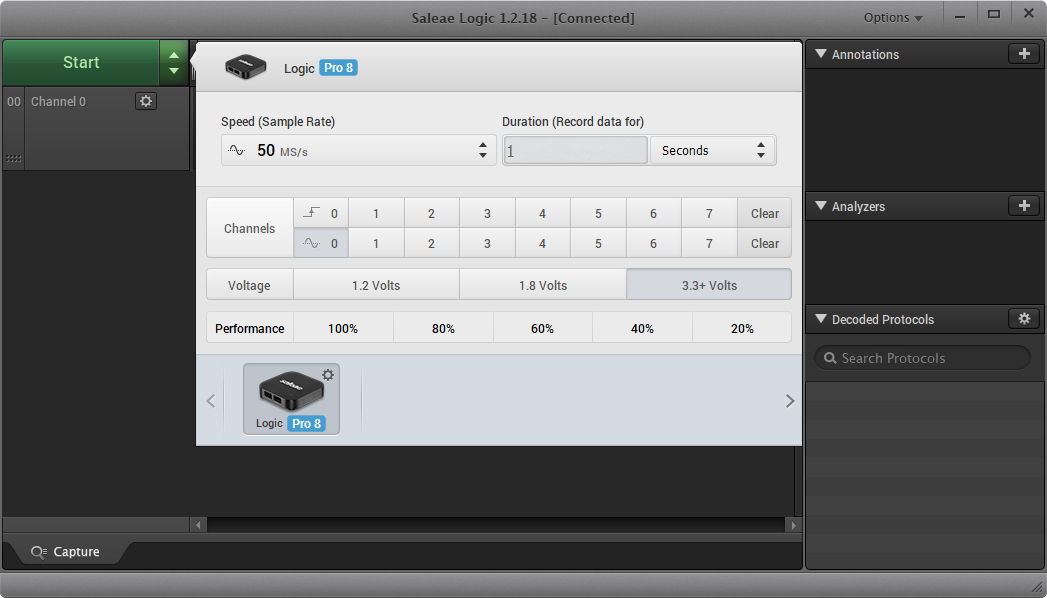 Saleae Logic 1.2.18 - [Connected]
Options
Start
00 Channel 0
Logic Pro 8
Speed (Sample Rate)
Duration (Record data for)
50 MS/s
1
Seconds
Channels
0 1 2 3 4 5 6 7 Clear
0 1 2 3 4 5 6 7 Clear
Voltage 1.2 Volts 1.8 Volts 3.3+ Volts
Performance 100% 80% 60% 40% 20%
saleae
Logic Pro 8
Capture
Annotations
Analyzers
Decoded Protocols
Search Protocols